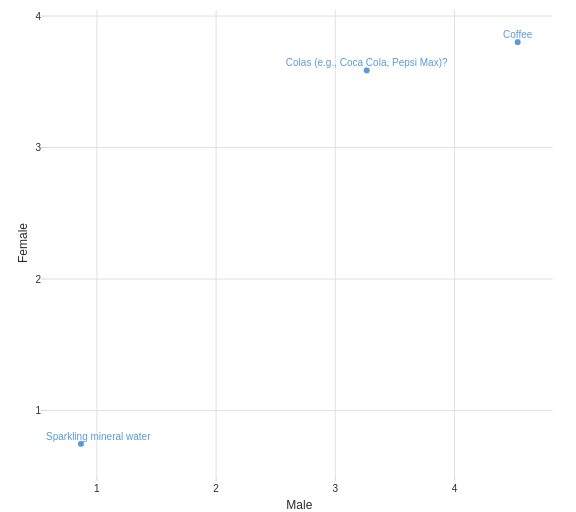 4
Coffee
Colas (e.g., Coca Cola, Pepsi Max)?
3
Female
2
1
Sparkling mineral water
1 2 3 4
Male